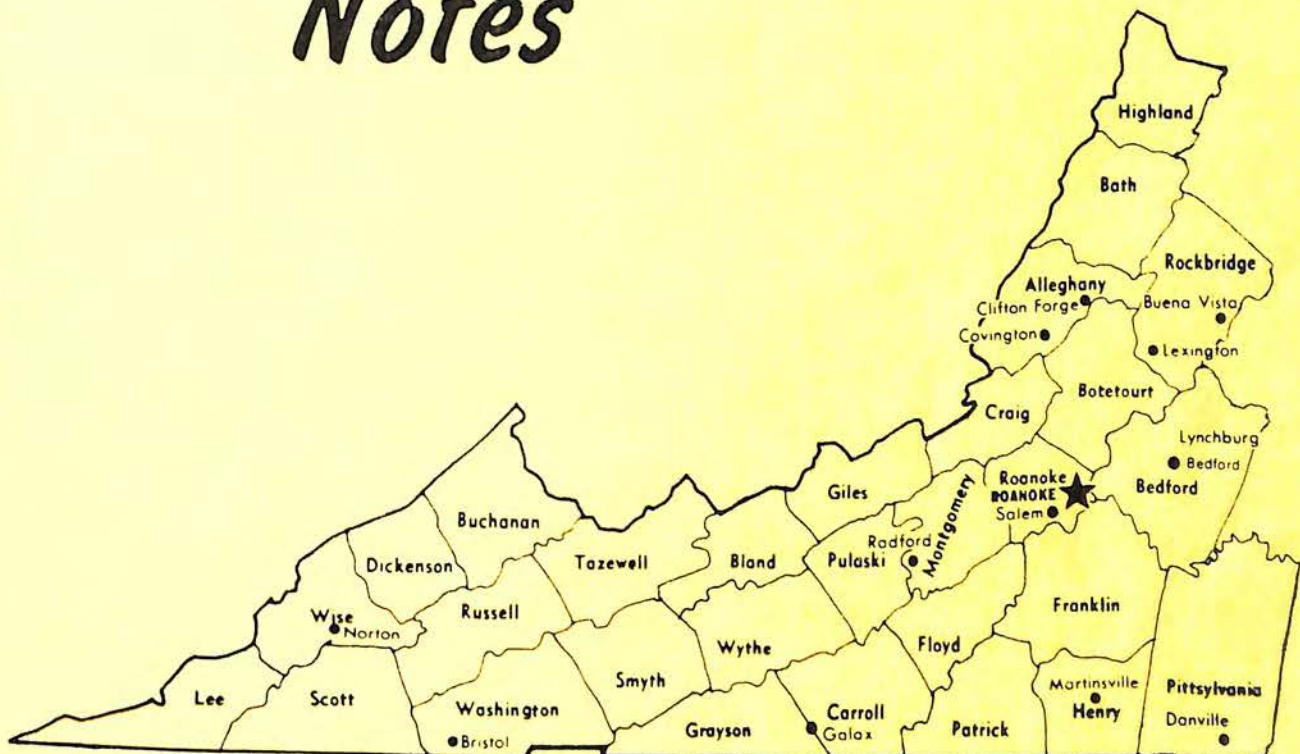 Notes
Highland
Bath
Rockbridge
Alleghany
Clifton Forge
Buena Vista
Covington
Lexington
Botetourt
Craig
Lynchburg
Bedford
Bedford
Roanoke
ROANOKE
Salem
Giles
Montgomery
Radford
Pulaski
Buchanan
Dickenson
Tazewell
Bland
Wise
Norton
Russell
Franklin
Wythe
Floyd
Smyth
Lee
Scott
Washington
Bristol
Grayson
Carroll
Galax
Patrick
Martinsville
Henry
Pittsylvania
Danville